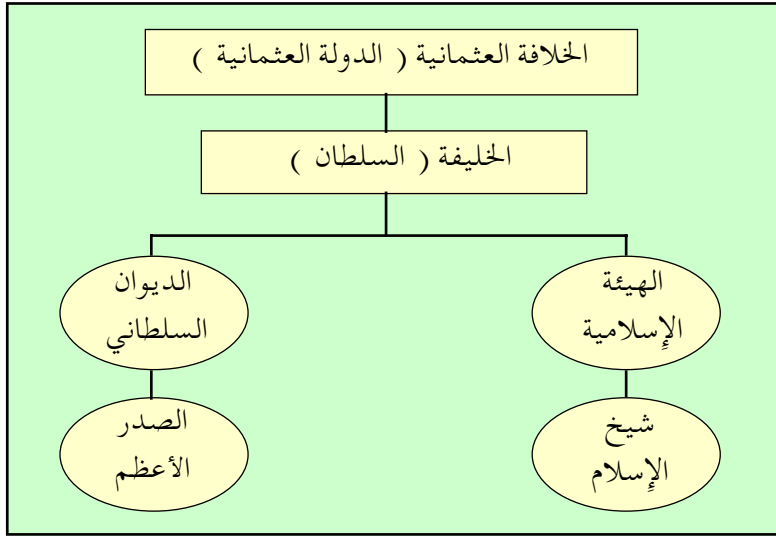 الخلافة العثمانية ( الدولة العثمانية )
الخليفة ( السلطان )
الهيئة
الإسلامية
الديوان
السلطاني
شيخ
الإسلام
الصدر
الأعظم